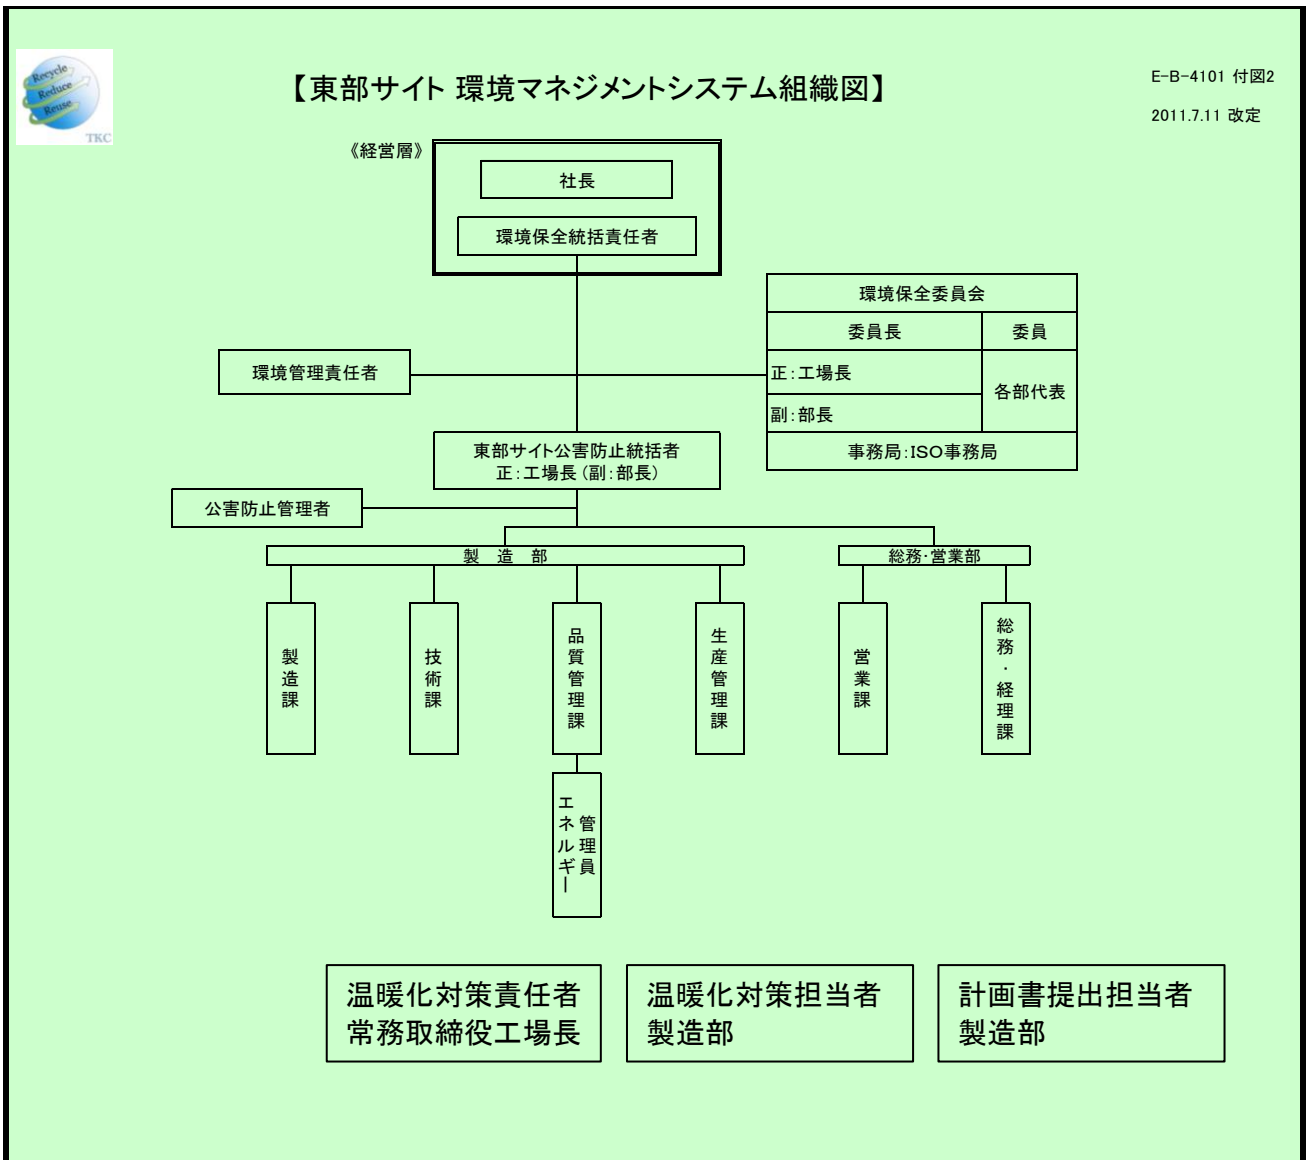 Recycle
Reduce
Reuse
TKC
【東部サイト 環境マネジメントシステム組織図】
E-B-4101 付図2
2011.7.11 改定
《経営層》
社長
環境保全統括責任者
環境保全委員会
委員長
委員
環境管理責任者
正:工場長
各部代表
副:部長
東部サイト公害防止統括者
正:工場長(副:部長)
事務局:ISO事務局
公害防止管理者
製 造 部
総務・営業部
製造課
技術課
品質管理課
生産管理課
営業課
総務・経理課
エネルギー
管理員
温暖化対策責任者
常務取締役工場長
温暖化対策担当者
製造部
計画書提出担当者
製造部